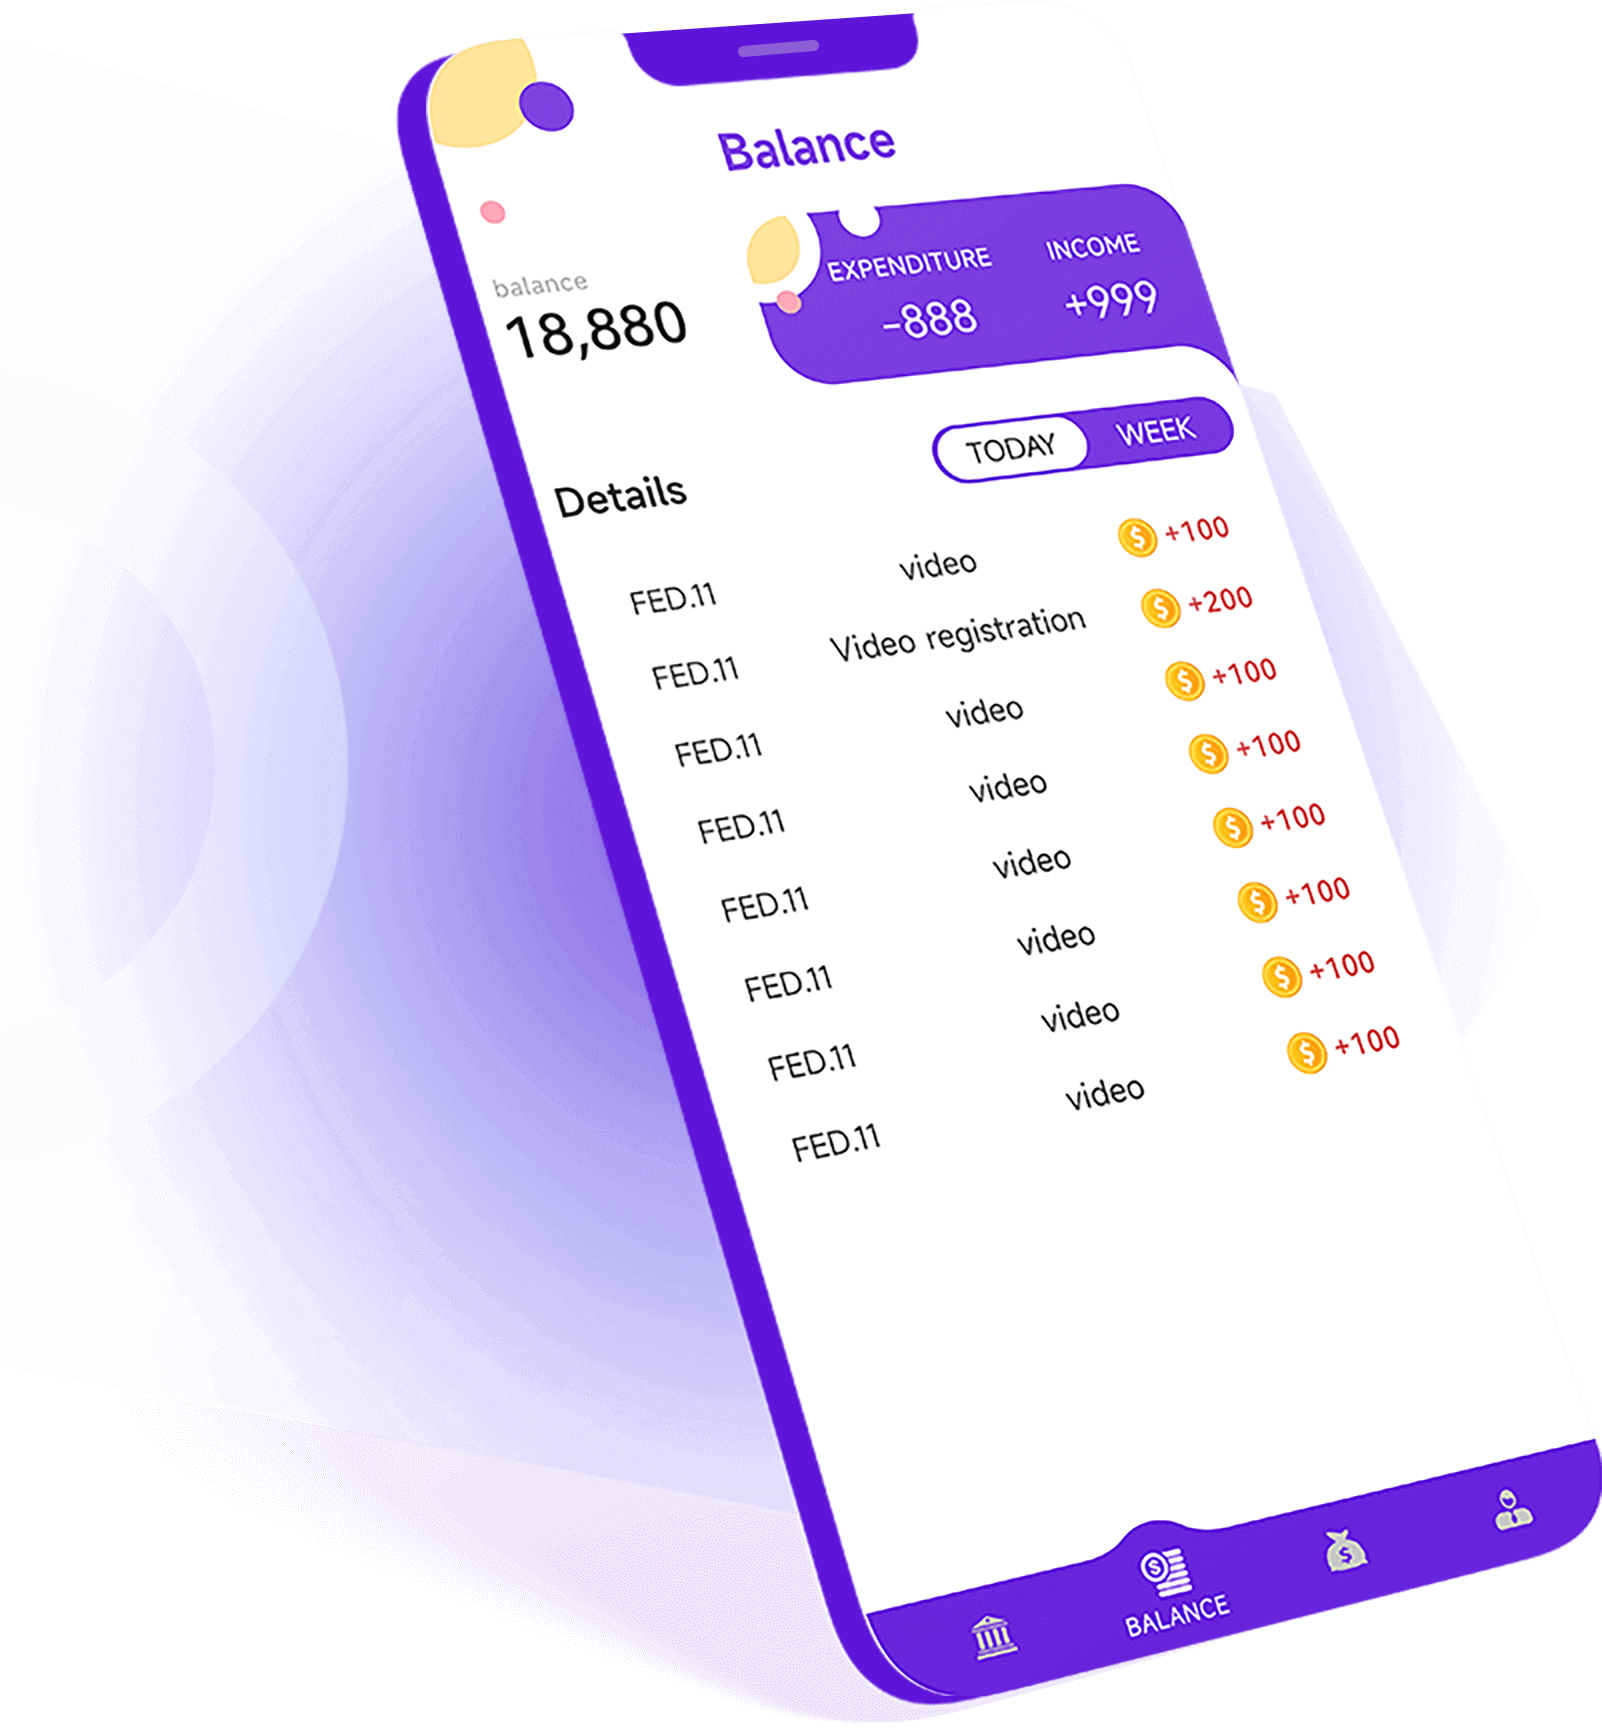 Balance
balance
18,880
EXPENDITURE INCOME
-888 +999
TODAY WEEK
Details
FED.11 video +100
FED.11 Video registration +200
FED.11 video +100
FED.11 video +100
FED.11 video +100
FED.11 video +100
FED.11 video +100
FED.11 video +100
BALANCE